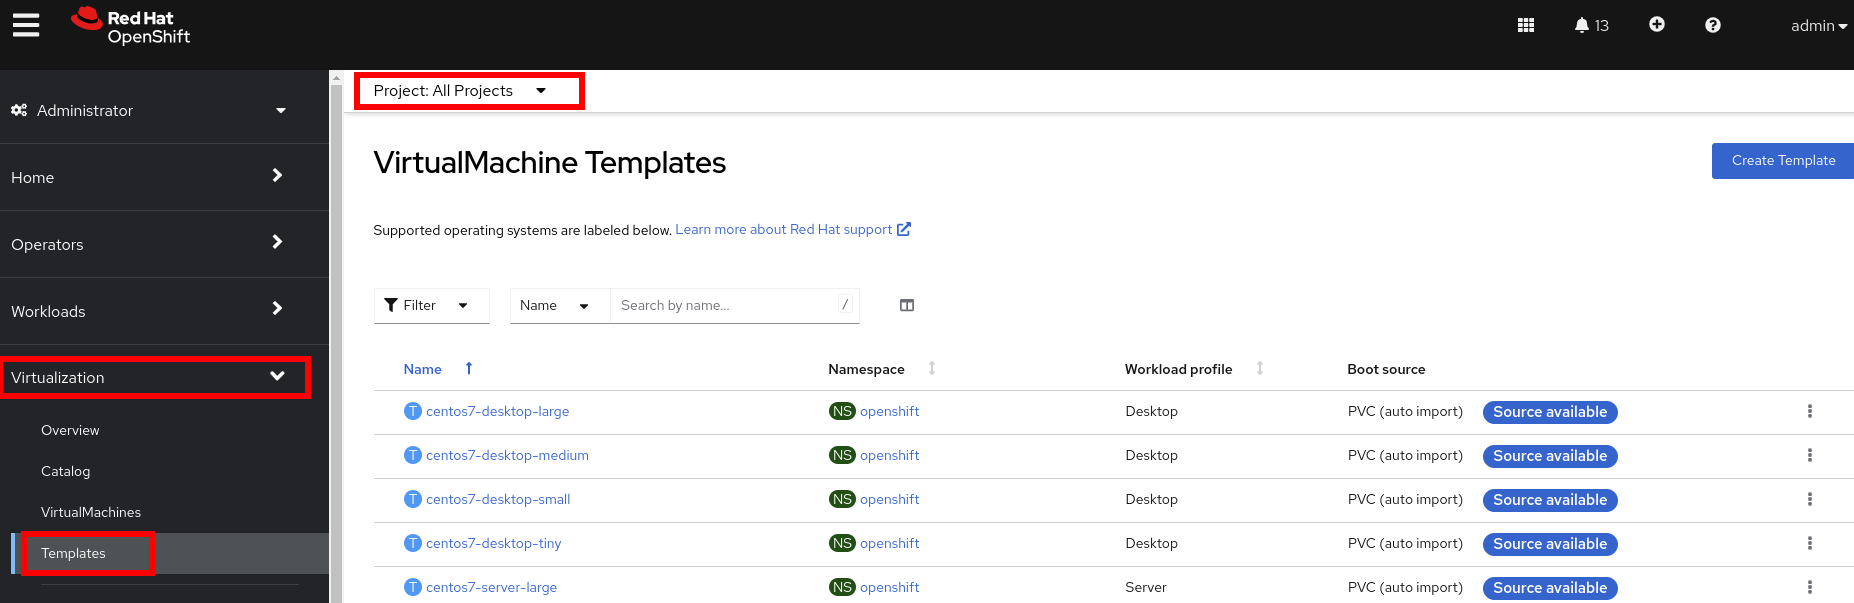 Red Hat
OpenShift
13
admin
Administrator
Home
Operators
Workloads
Virtualization
Overview
Catalog
VirtualMachines
Templates
Project: All Projects
VirtualMachine Templates
Create Template
Supported operating systems are labeled below. Learn more about Red Hat support
Filter Name Search by name... /
Name Namespace Workload profile Boot source
T centos7-desktop-large NS openshift Desktop PVC (auto import) Source available
T centos7-desktop-medium NS openshift Desktop PVC (auto import) Source available
T centos7-desktop-small NS openshift Desktop PVC (auto import) Source available
T centos7-desktop-tiny NS openshift Desktop PVC (auto import) Source available
T centos7-server-large NS openshift Server PVC (auto import) Source available